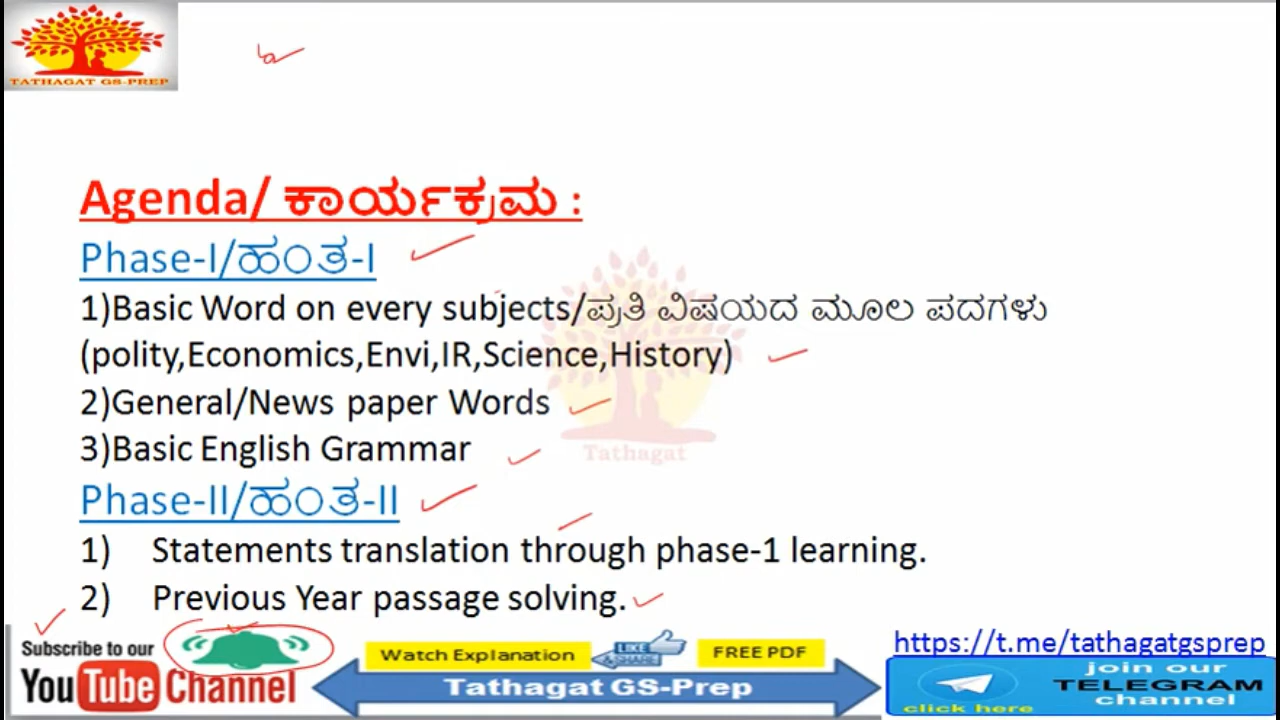 TATHAGAT GS-PREP
Agenda/ ಕಾರ್ಯಕ್ರಮ :
Phase-I/ಹಂತ-I
1)Basic Word on every subjects/ಪ್ರತಿ ವಿಷಯದ ಮೂಲ ಪದಗಳು
(polity,Economics,Envi,IR,Science,History)
2)General/News paper Words
3)Basic English Grammar
Tathagat
Phase-II/ಹಂತ-II
1) Statements translation through phase-1 learning.
2) Previous Year passage solving.
Subscribe to our
YouTube Channel
Watch Explanation
LIKE
SHARE
FREE PDF
Tathagat GS-Prep
https://t.me/tathagatgsprep
join our
TELEGRAM
channel
click here